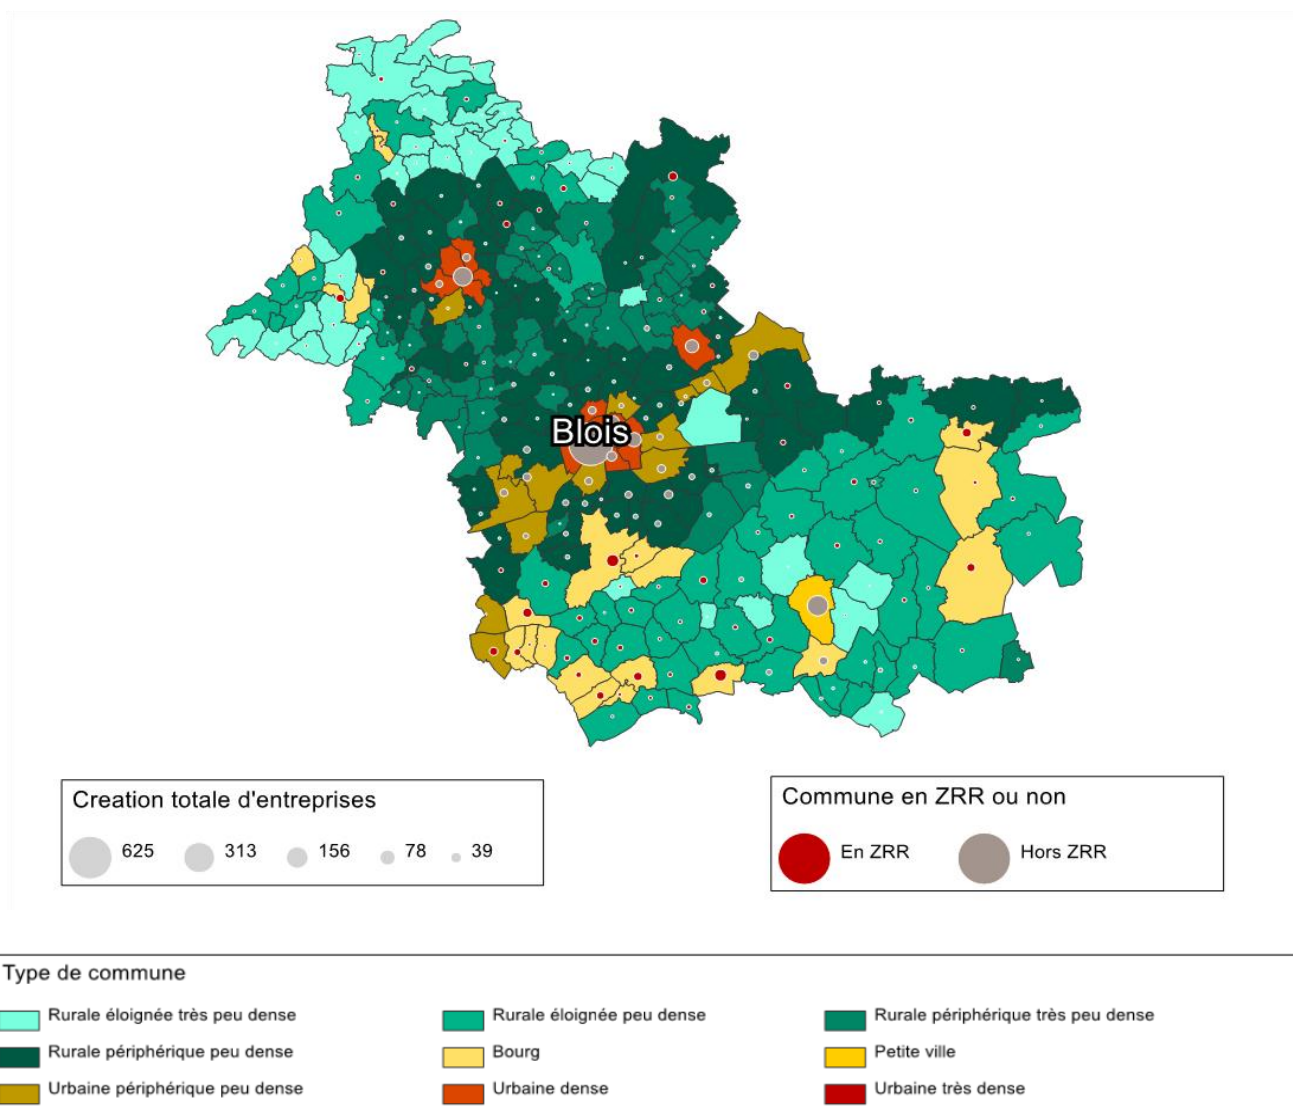 Blois
Creation totale d'entreprises
625 313 156 78 39
Commune en ZRR ou non
En ZRR Hors ZRR
Type de commune
Rurale éloignée très peu dense Rurale éloignée peu dense Rurale périphérique très peu dense
Rurale périphérique peu dense Bourg Petite ville
Urbaine périphérique peu dense Urbaine dense Urbaine très dense